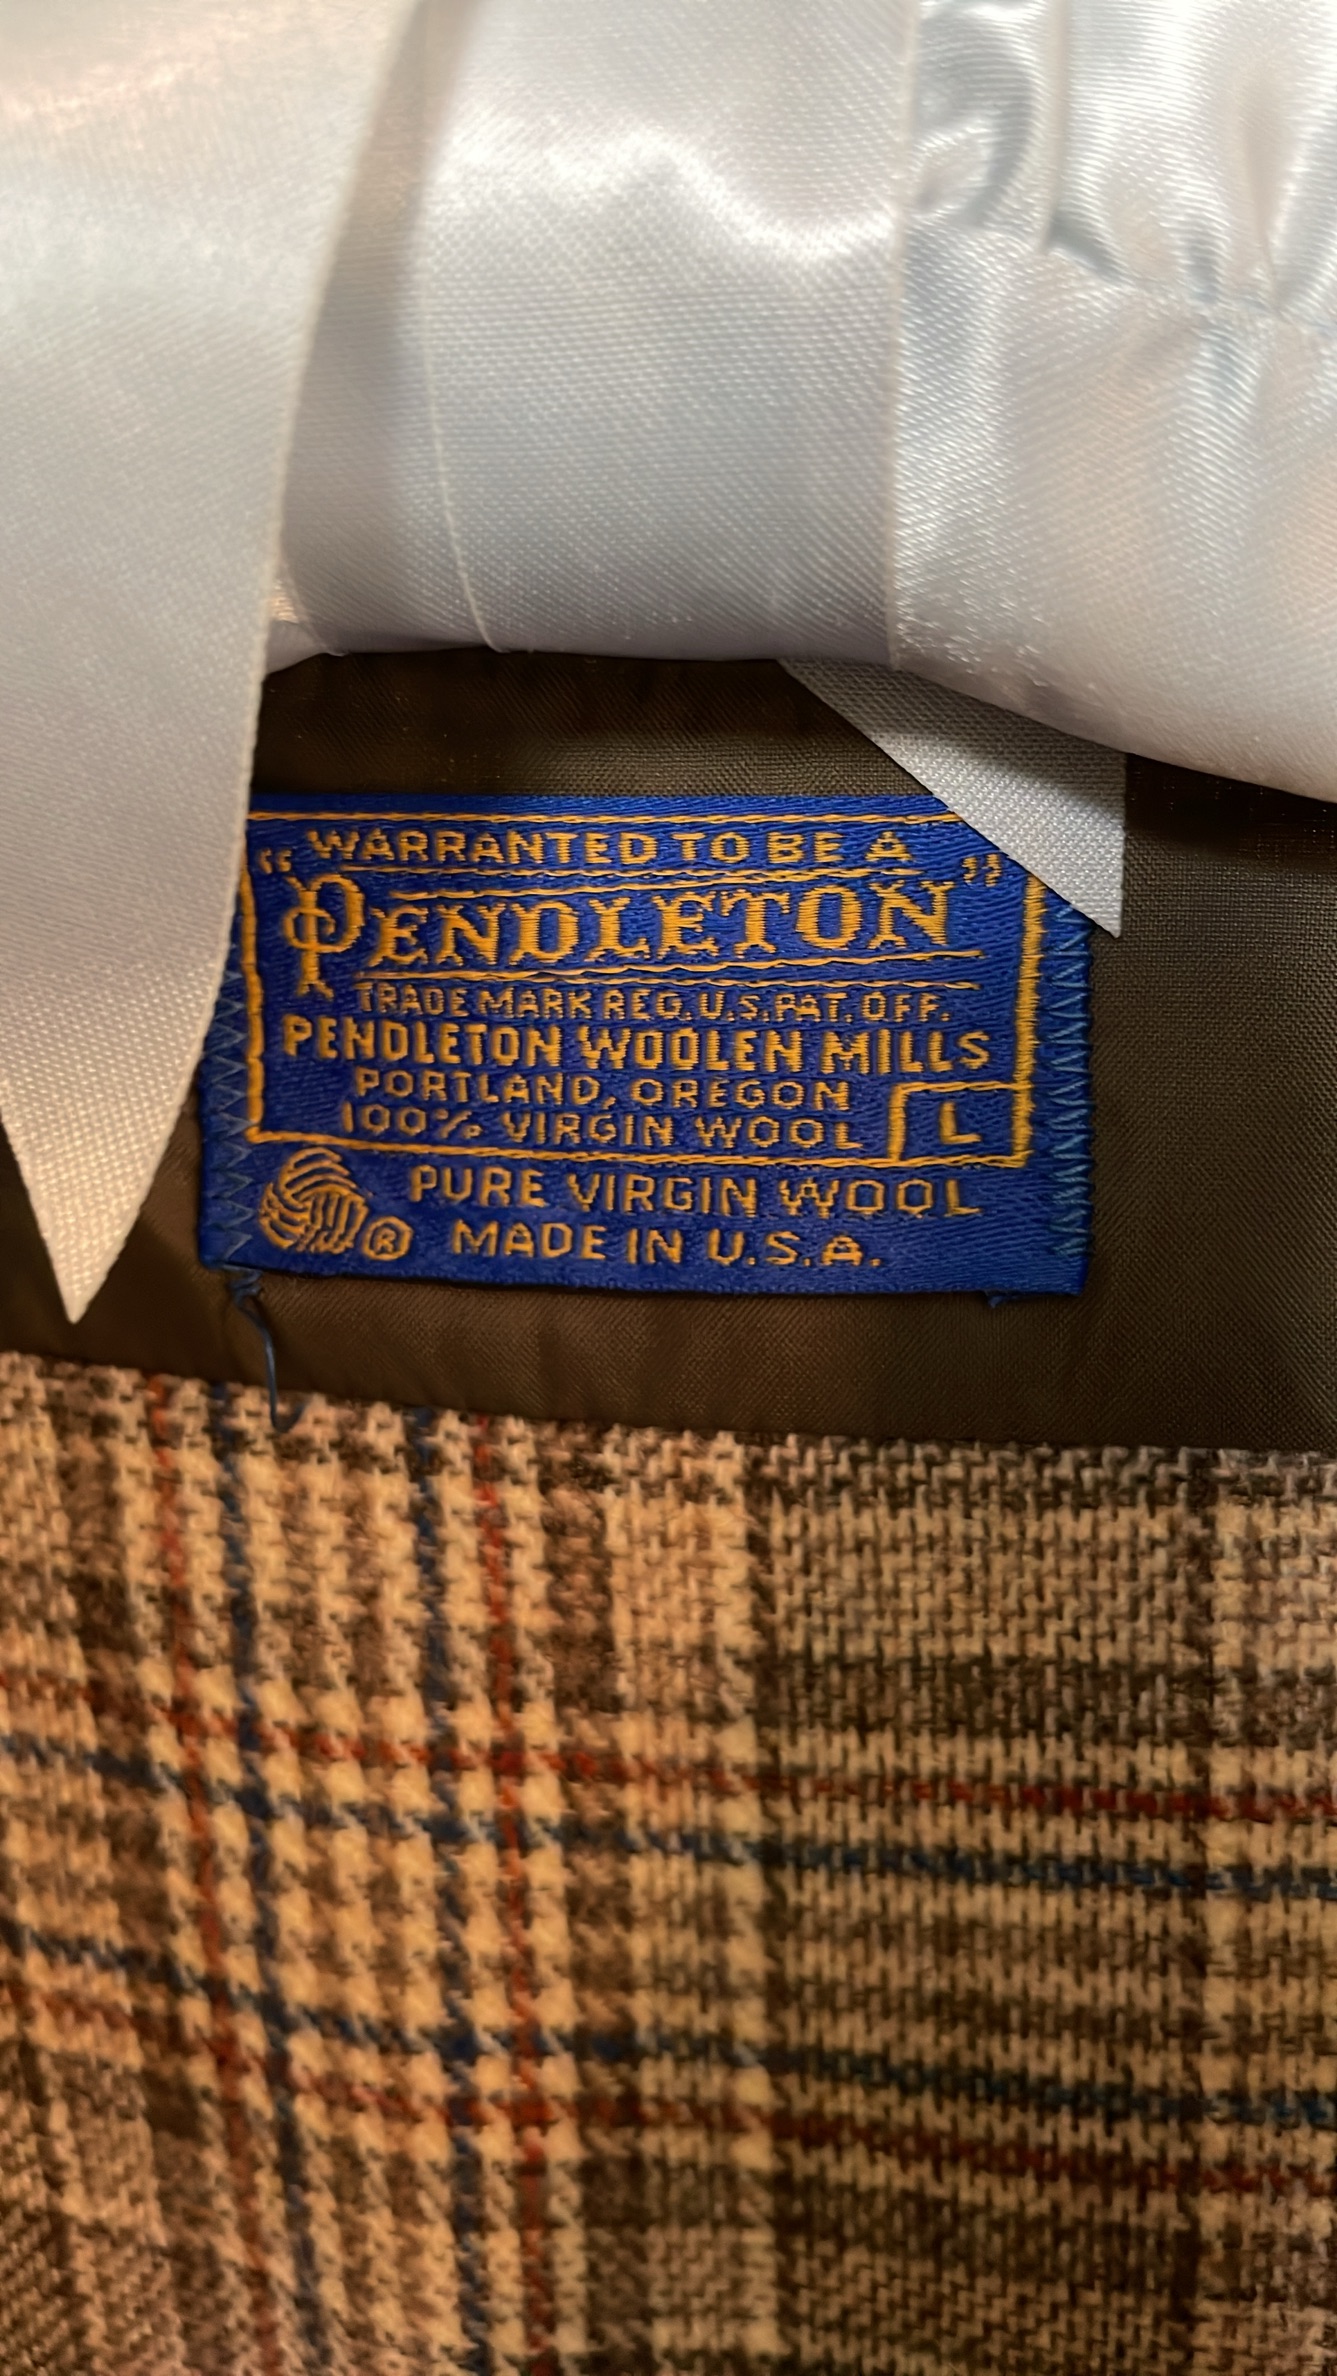 WARRANTED TO BE A
"PENDLETON"
TRADE MARK REG. U.S. PAT. OFF.
PENDLETON WOOLEN MILLS
PORTLAND, OREGON
100% VIRGIN WOOL L
PURE VIRGIN WOOL
® MADE IN U.S.A.